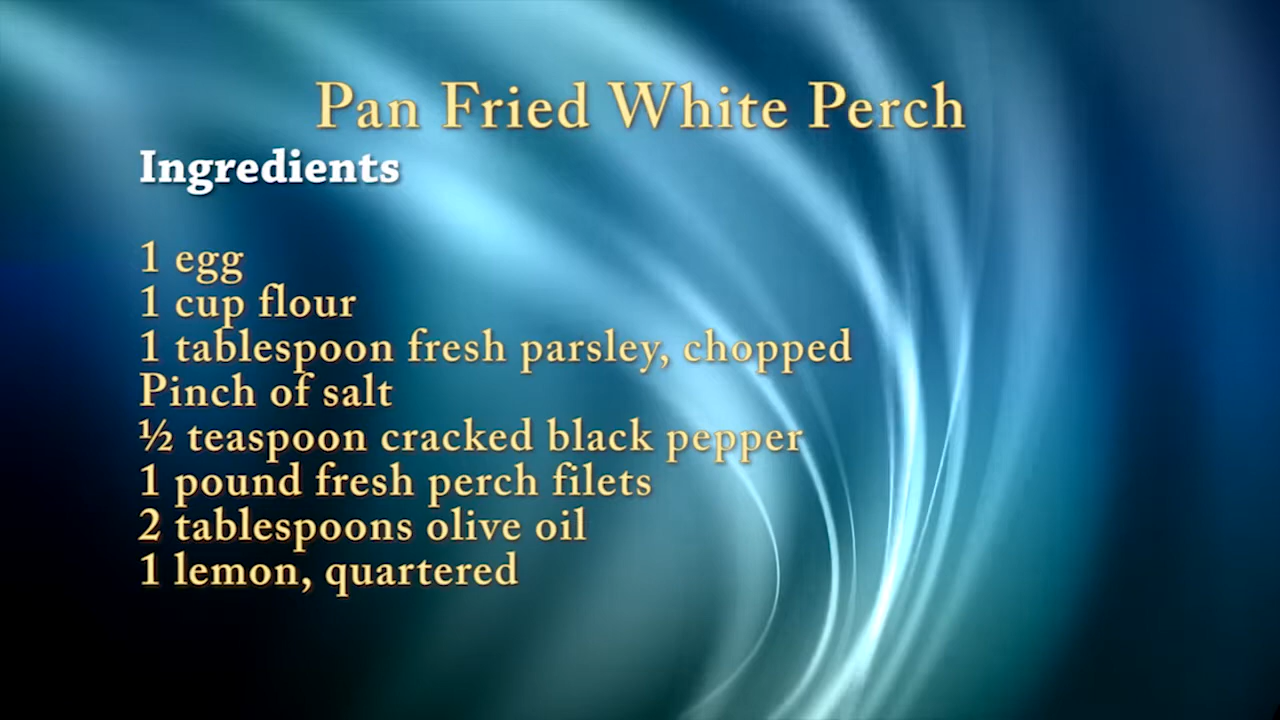 Pan Fried White Perch
Ingredients
1 egg
1 cup flour
1 tablespoon fresh parsley, chopped
Pinch of salt
½ teaspoon cracked black pepper
1 pound fresh perch filets
2 tablespoons olive oil
1 lemon, quartered